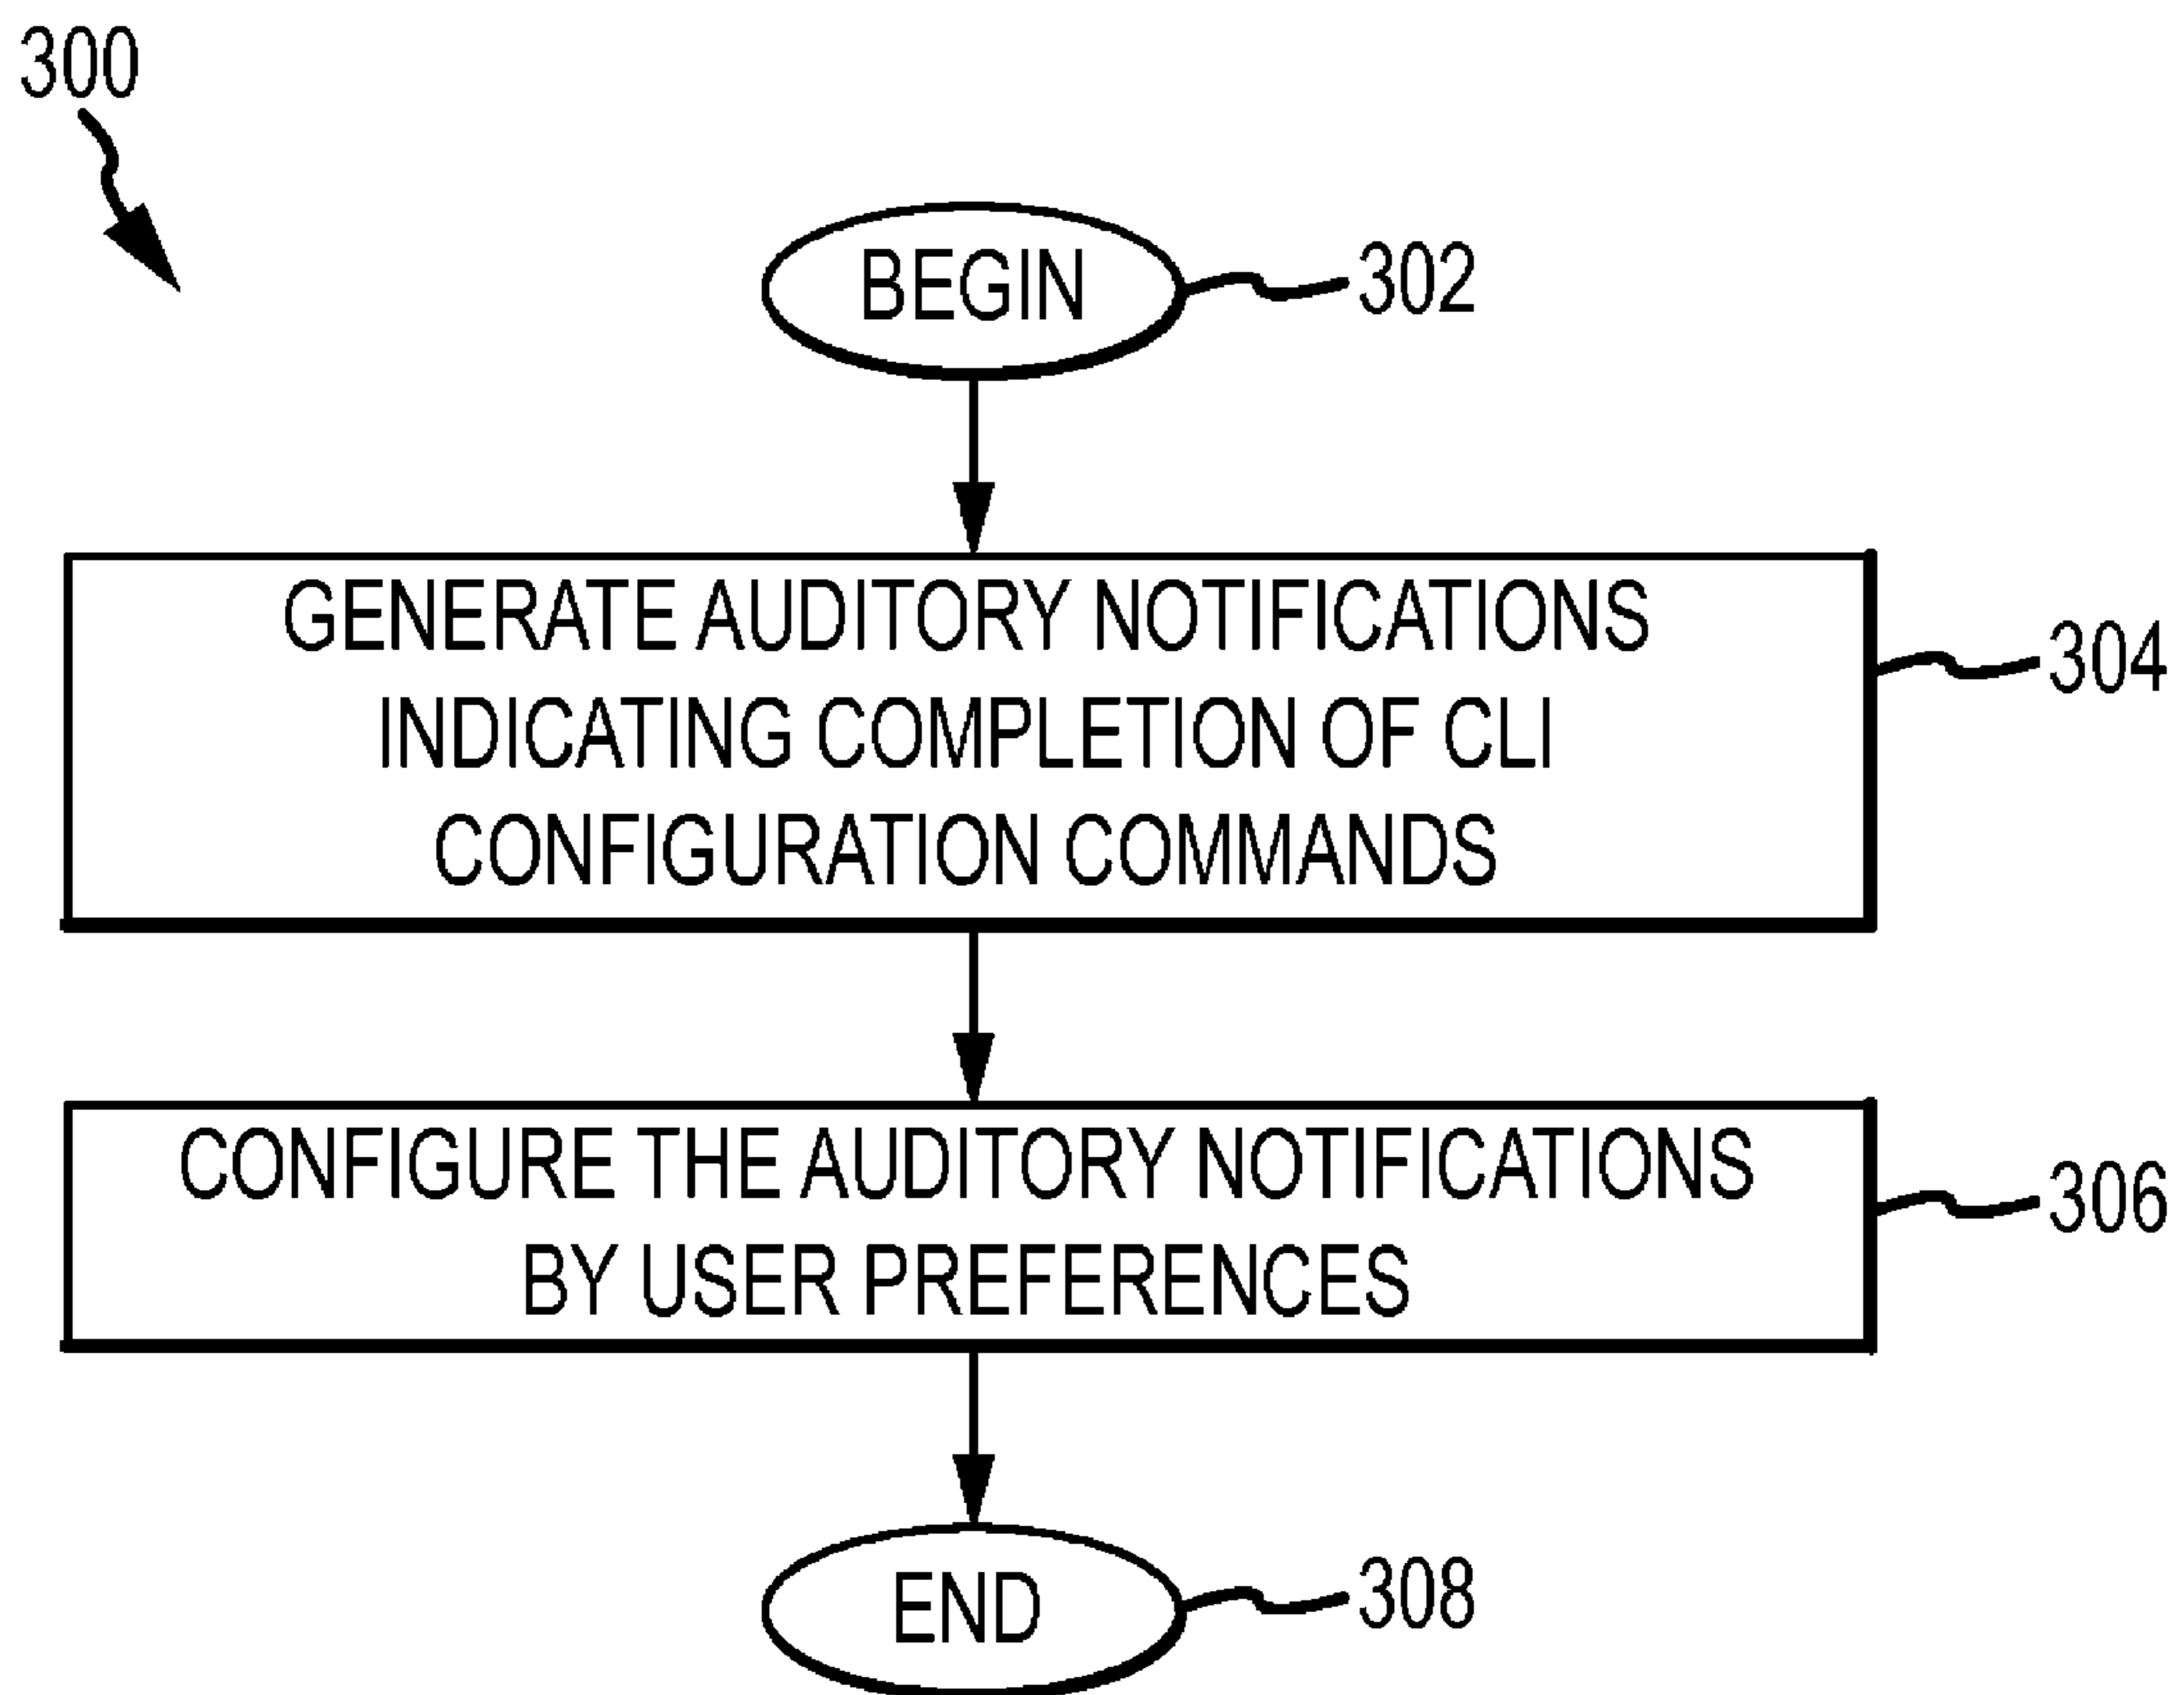 300
BEGIN
302
GENERATE AUDITORY NOTIFICATIONS
INDICATING COMPLETION OF CLI
CONFIGURATION COMMANDS
304
CONFIGURE THE AUDITORY NOTIFICATIONS
BY USER PREFERENCES
306
END
308